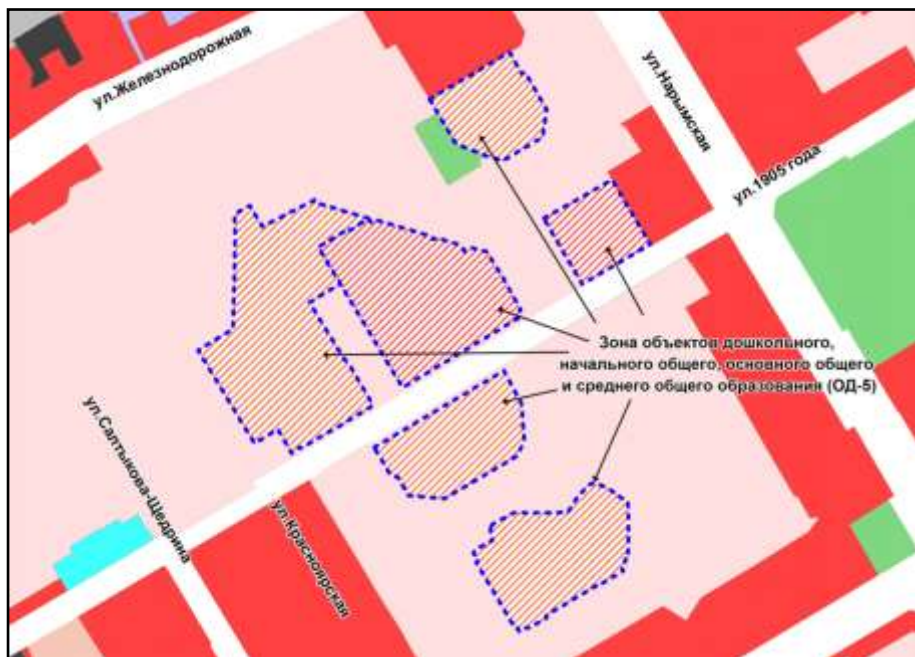 ул.Железнодорожная
ул.Нарымская
ул.1905 года
Зона объектов дошкольного,
начального общего, основного общего
и среднего общего образования (ОД-5)
ул.Салтыкова-Щедрина
ул.Красноярская